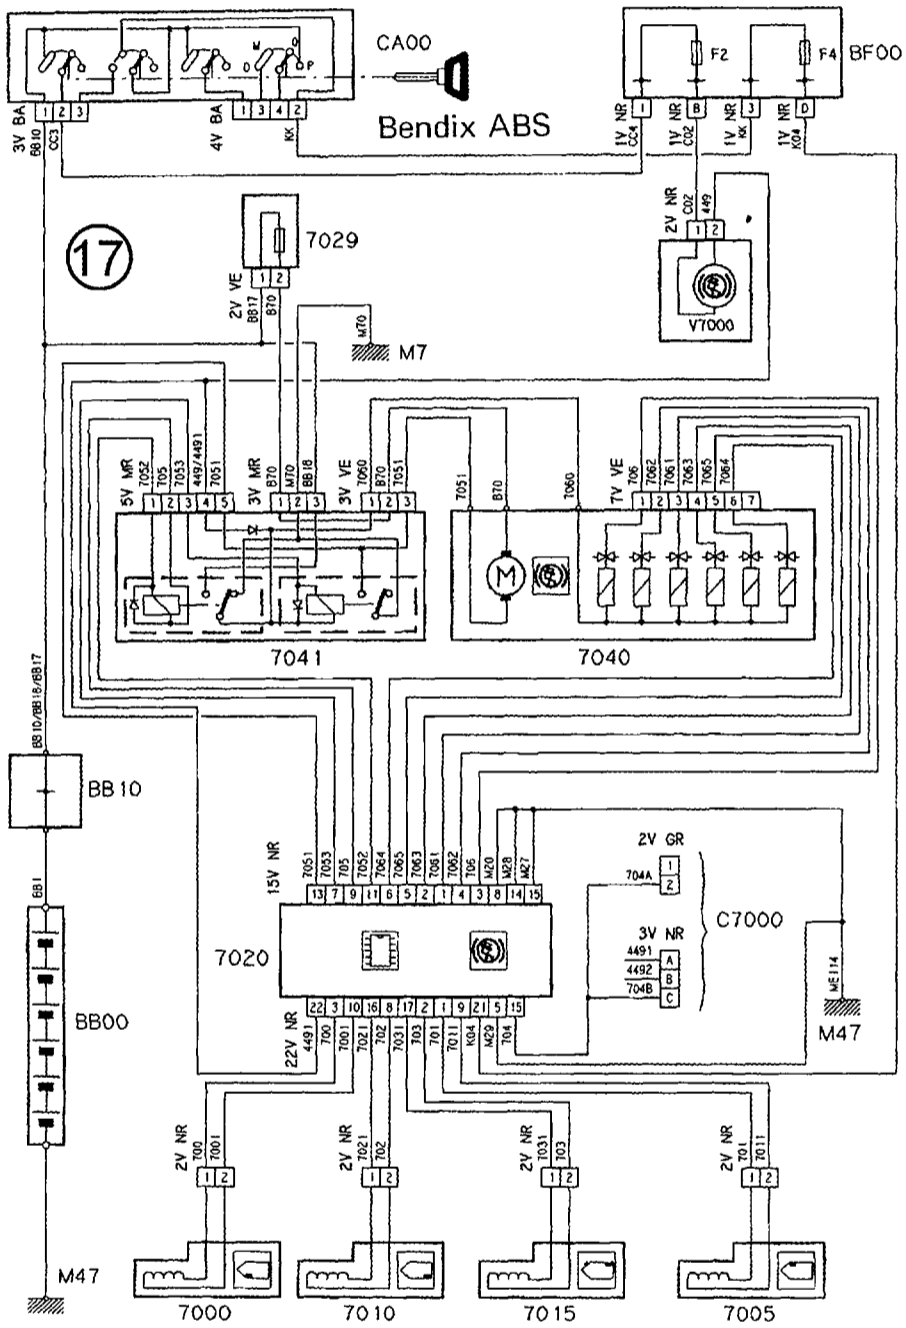 CA00
M
O
D
P
F2
F4
BF00
1 2 3
1 3 4 2
1
B
3
D
3V BA
BB10
CC3
4V BA
KK
Bendix ABS
1V NR
CC4
1V NR
C02
1V NR
KK
1V NR
K04
17
7029
1 2
2V VE
BB17
B70
M70
M7
2V NR
C02
449
1 2
V7000
5V MR
7052
705
7053
449/4491
7051
3V MR
B70
M70
BB18
3V VE
7060
B70
7051
7051
B70
7060
7V VE
706
7062
7061
7063
7065
7064
1 2 3 4 5
1 2 3
1 2 3
1 2 3 4 5 6 7
M
7041
7040
BB10/BB18/BB17
BB10
BB1
BB00
M47
15V NR
7051
7053
705
7052
7064
7065
7063
7061
7062
706
M20
M28
M27
13 7 9 11 6 5 2 1 4 3 8 14 15
7020
22 3 10 16 8 17 2 1 9 21 5 15
22V NR
4491
700
7001
7021
702
7031
703
701
7011
K04
M29
704
2V GR
1
704A
2
3V NR
4491
A
4492
B
704B
C
C7000
ME114
M47
2V NR
700
7001
1 2
2V NR
7021
702
1 2
2V NR
7031
703
1 2
2V NR
701
7011
1 2
7000
7010
7015
7005